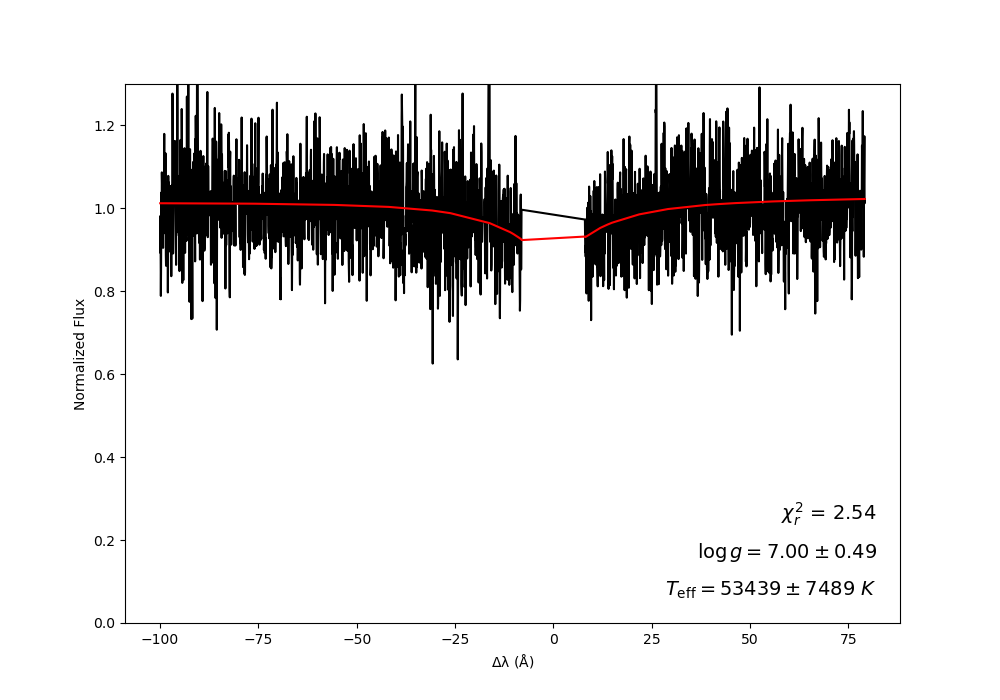 1.2
1.0
0.8
0.6
0.4
0.2
0.0
Normalized Flux
χ²ᵣ = 2.54
log g = 7.00 ± 0.49
T_eff = 53439 ± 7489 K
−100 −75 −50 −25 0 25 50 75
Δλ (Å)